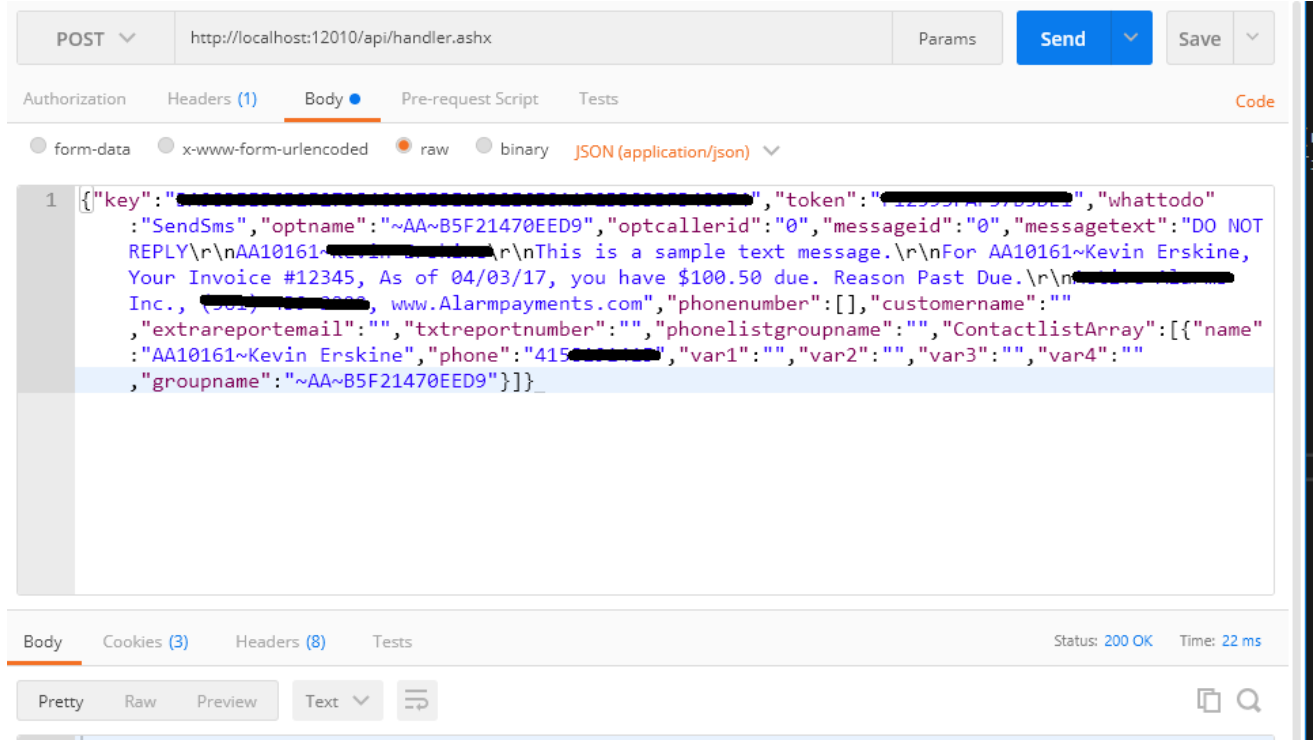 POST http://localhost:12010/api/handler.ashx Params Send Save
Authorization Headers (1) Body Pre-request Script Tests Code
form-data x-www-form-urlencoded raw binary JSON (application/json)
1 {"key":"","token":"","whattodo"
:"SendSms","optname":"~AA~B5F21470EED9","optcallerid":"0","messageid":"0","messagetext":"DO NOT
REPLY\r\nAA10161~\r\nThis is a sample text message.\r\nFor AA10161~Kevin Erskine,
Your Invoice #12345, As of 04/03/17, you have $100.50 due. Reason Past Due.\r\n
Inc., , www.Alarmpayments.com","phonenumber":[],"customername":""
,"extrareportemail":"","txtreportnumber":"","phonelistgroupname":"","ContactlistArray":[{"name"
:"AA10161~Kevin Erskine","phone":"415","var1":"","var2":"","var3":"","var4":""
,"groupname":"~AA~B5F21470EED9"}]}
Body Cookies (3) Headers (8) Tests Status: 200 OK Time: 22 ms
Pretty Raw Preview Text